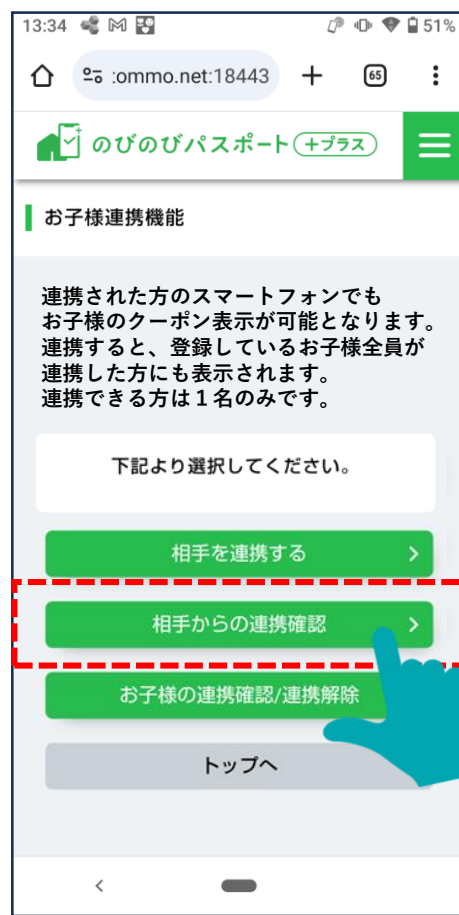 13:34 51%
:ommo.net:18443 65
のびのびパスポート +プラス
お子様連携機能
連携された方のスマートフォンでも
お子様のクーポン表示が可能となります。
連携すると、登録しているお子様全員が
連携した方にも表示されます。
連携できる方は１名のみです。
下記より選択してください。
相手を連携する
相手からの連携確認
お子様の連携確認/連携解除
トップへ